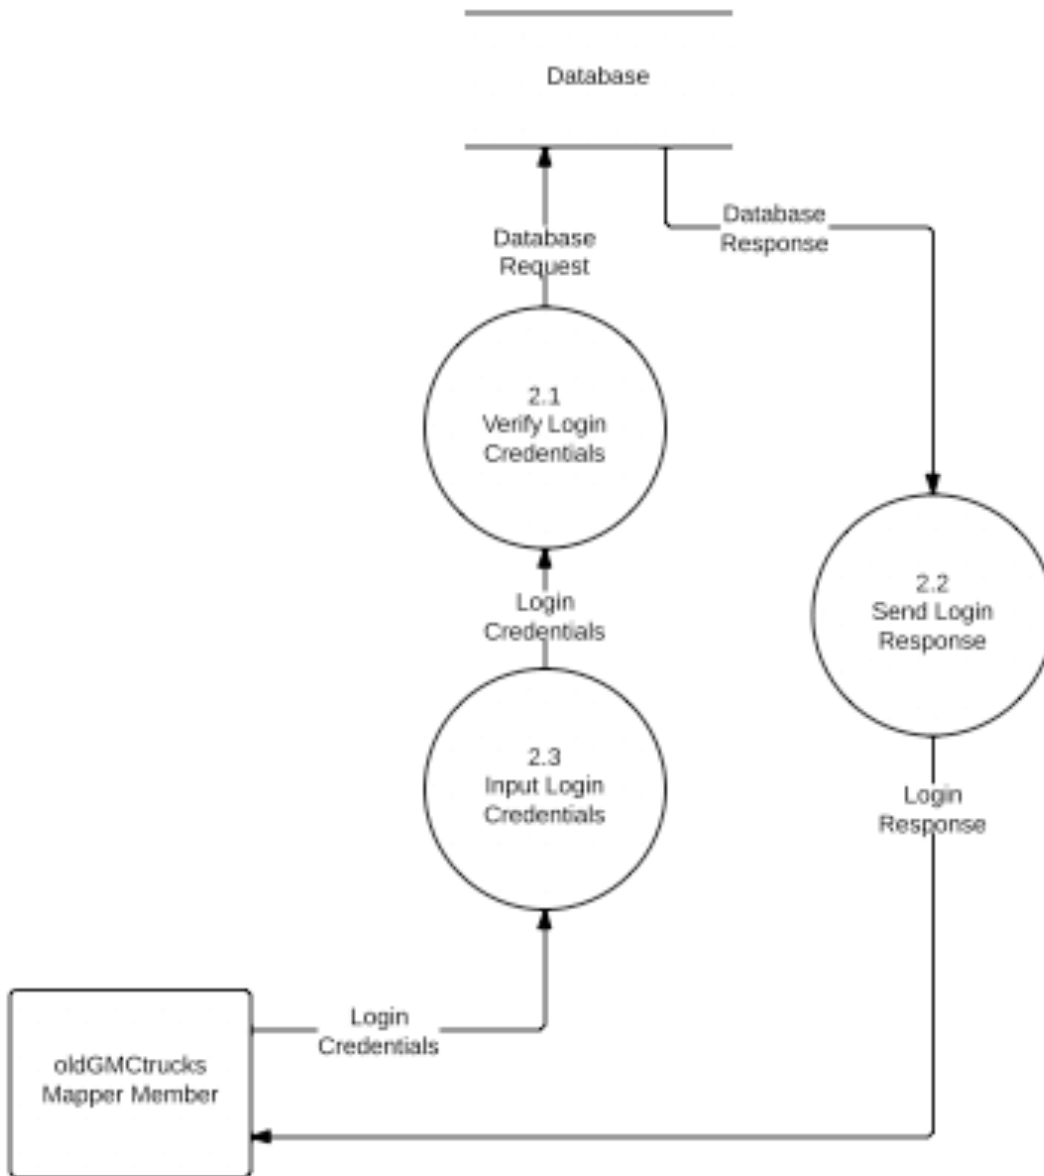 Database
Database
Response
Database
Request
2.1
Verify Login
Credentials
2.2
Send Login
Response
Login
Credentials
2.3
Input Login
Credentials
Login
Response
Login
Credentials
oldGMCtrucks
Mapper Member